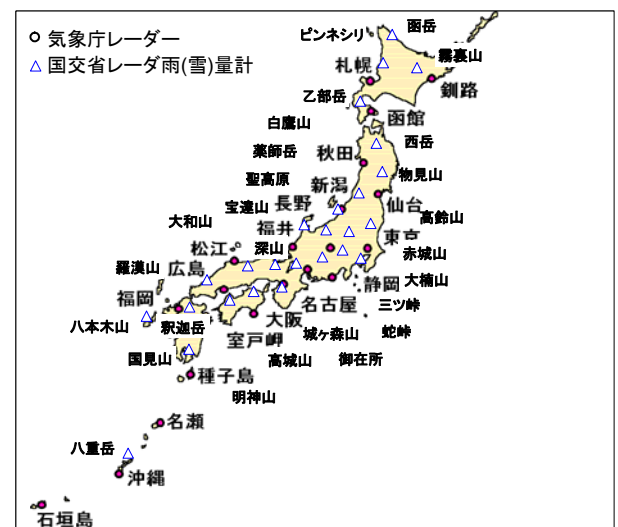 気象庁レーダー
国交省レーダ雨(雪)量計
ピンネシリ
函岳
霧裏山
札幌
釧路
乙部岳
函館
白鷹山
西岳
薬師岳
秋田
物見山
聖高原
新潟
仙台
宝達山
長野
高鈴山
大和山
福井
東京
松江
深山
赤城山
羅漢山
広島
静岡
大楠山
福岡
名古屋
三ツ峠
八本木山
釈迦岳
大阪
室戸岬
城ヶ森山
蛇峠
国見山
高城山
御在所
種子島
明神山
名瀬
八重岳
沖縄
石垣島